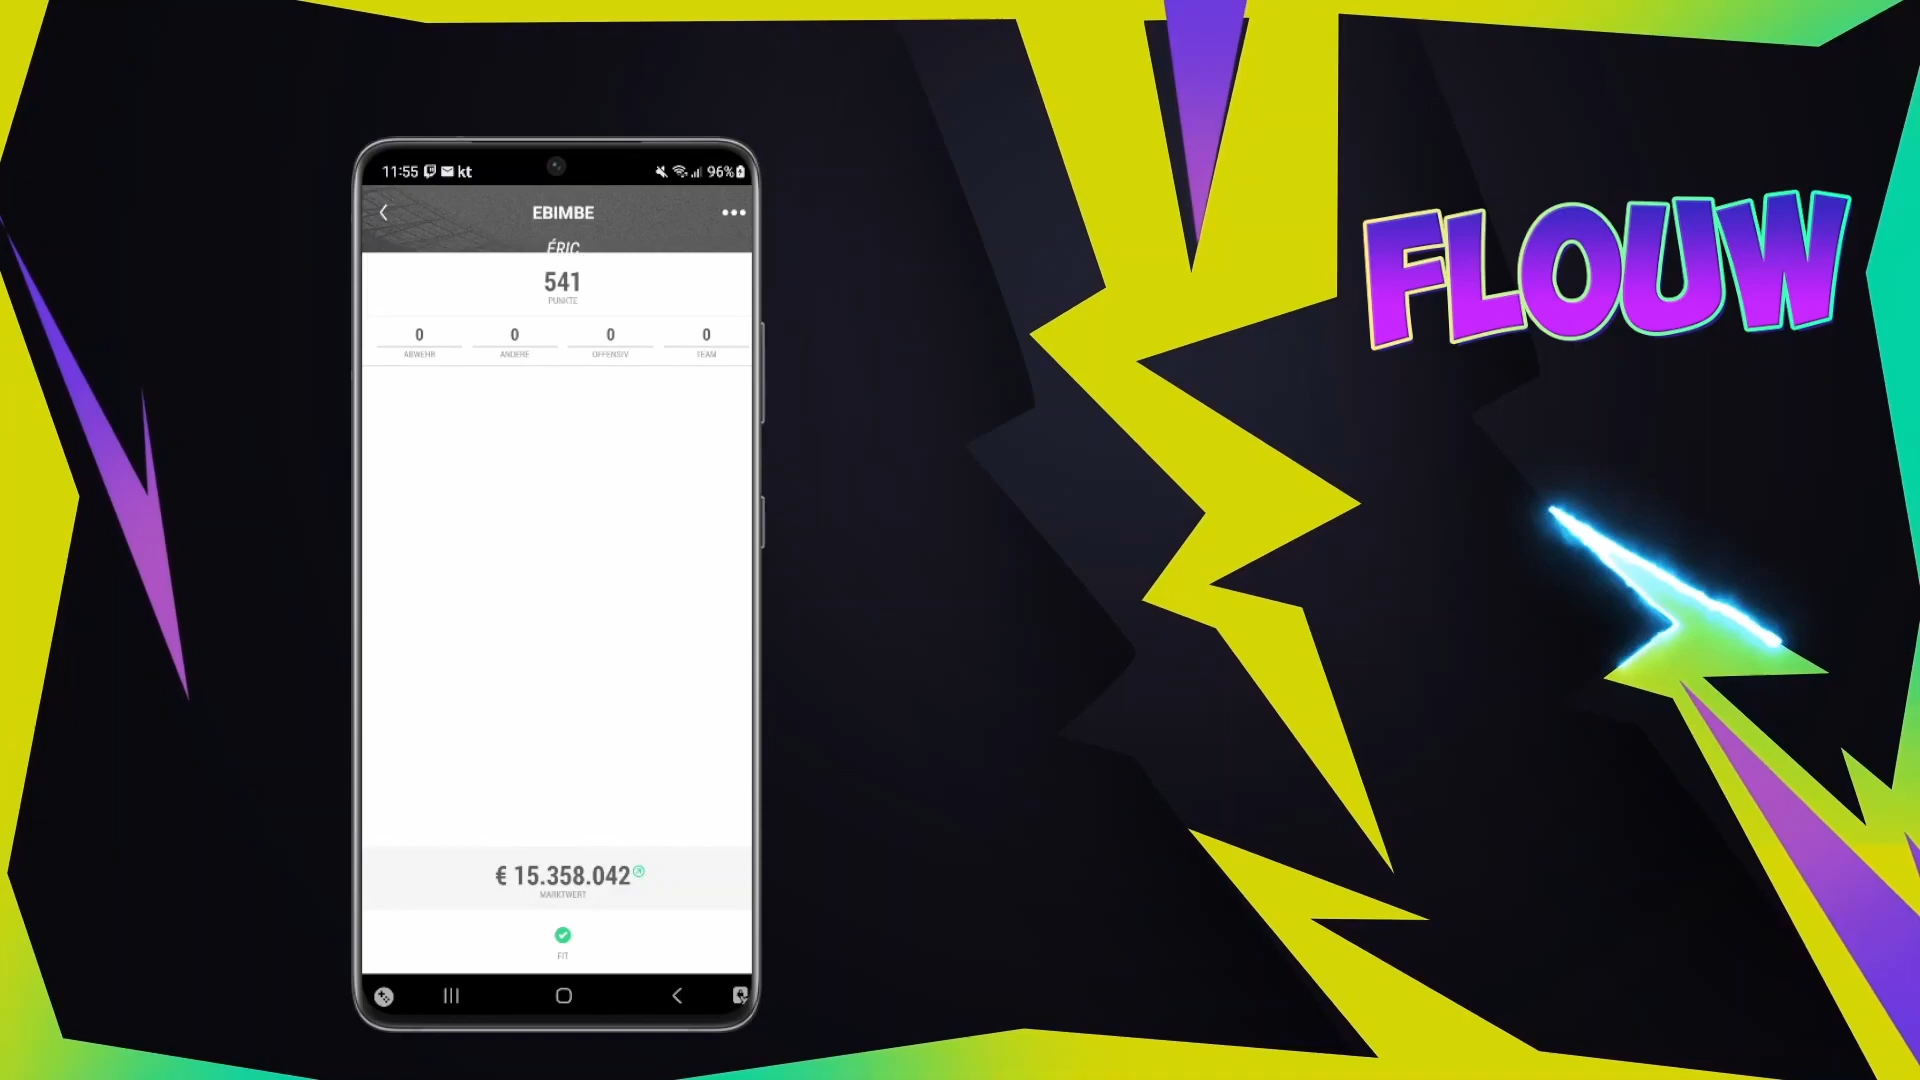 11:55 kt 96%
EBIMBE
ÉRIC
541
PUNKTE
0 0 0 0
ABWEHR ANDERE OFFENSIV TEAM
€ 15.358.042
MARKTWERT
FIT
FLOUW